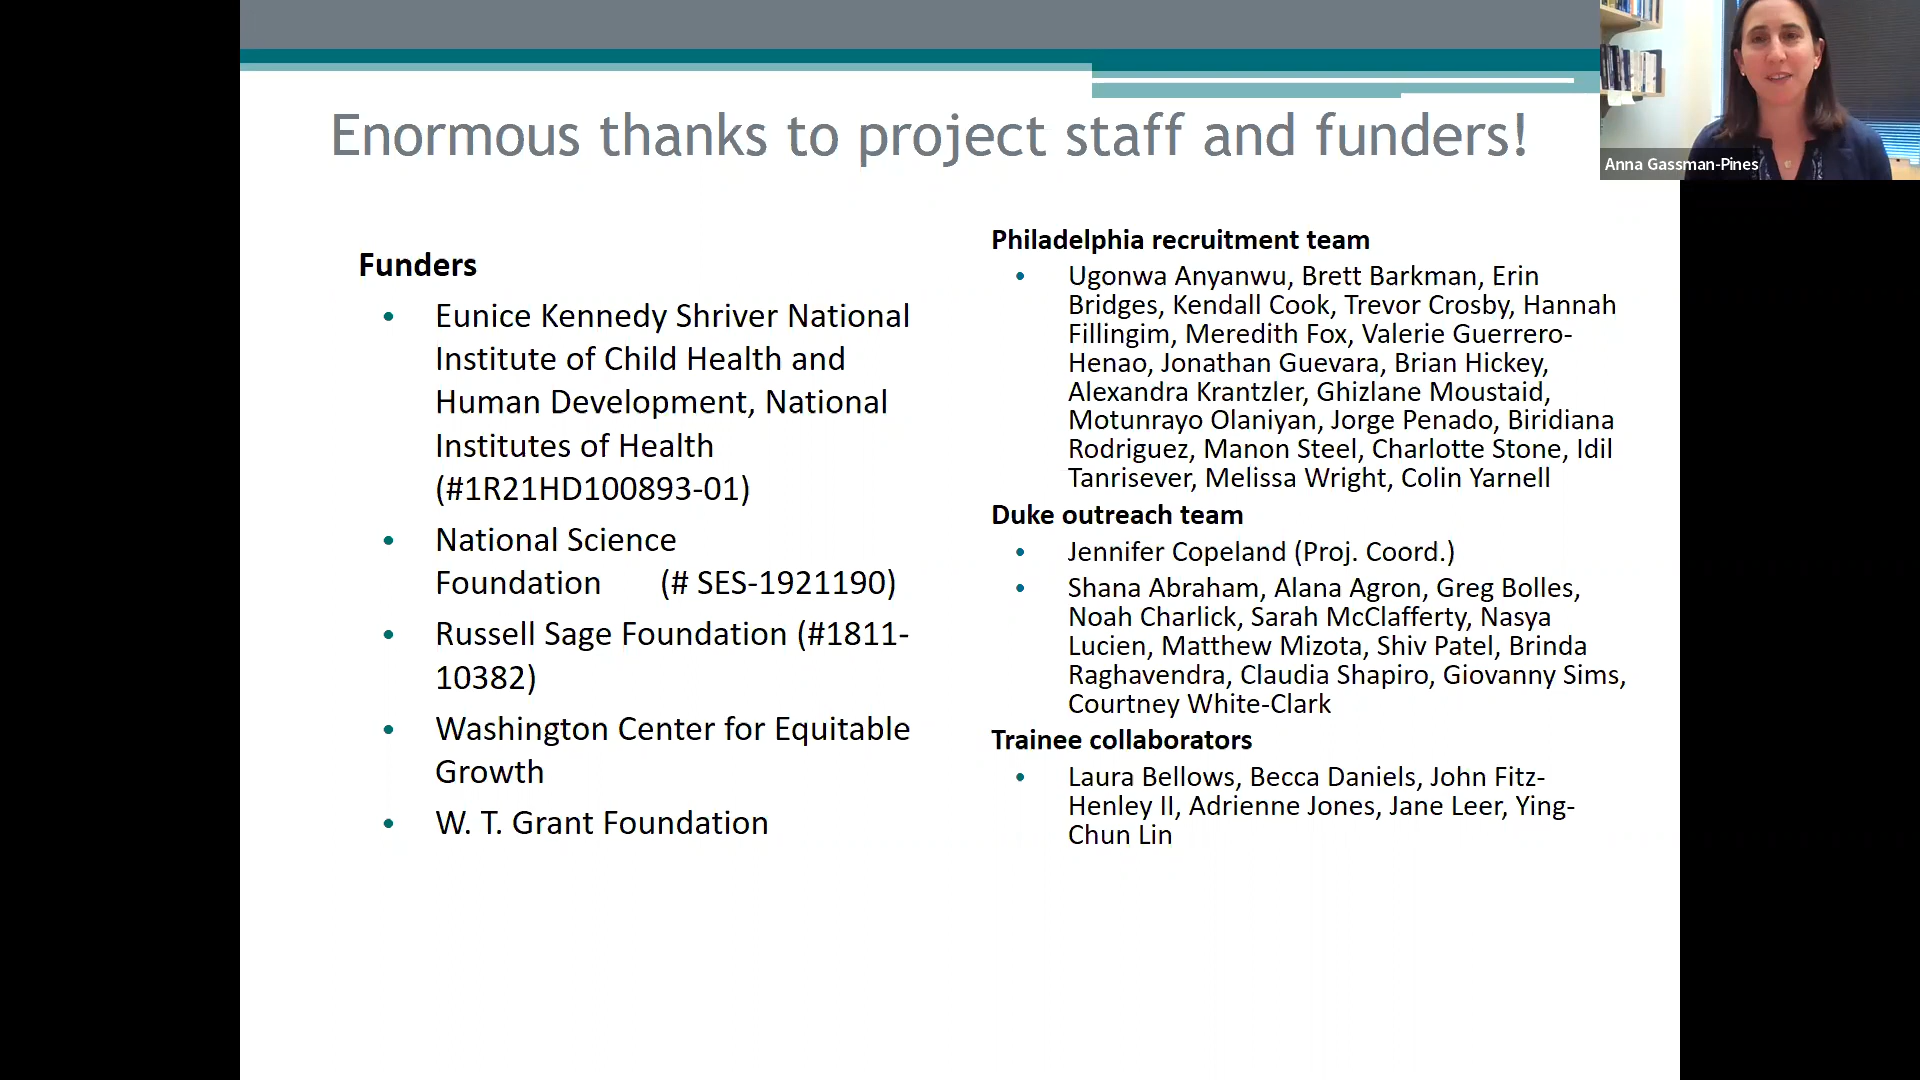 Enormous thanks to project staff and funders!
Anna Gassman-Pines
Funders
• Eunice Kennedy Shriver National
Institute of Child Health and
Human Development, National
Institutes of Health
(#1R21HD100893-01)
• National Science
Foundation (# SES-1921190)
• Russell Sage Foundation (#1811-
10382)
• Washington Center for Equitable
Growth
• W. T. Grant Foundation
Philadelphia recruitment team
• Ugonwa Anyanwu, Brett Barkman, Erin
Bridges, Kendall Cook, Trevor Crosby, Hannah
Fillingim, Meredith Fox, Valerie Guerrero-
Henao, Jonathan Guevara, Brian Hickey,
Alexandra Krantzler, Ghizlane Moustaid,
Motunrayo Olaniyan, Jorge Penado, Biridiana
Rodriguez, Manon Steel, Charlotte Stone, Idil
Tanrisever, Melissa Wright, Colin Yarnell
Duke outreach team
• Jennifer Copeland (Proj. Coord.)
• Shana Abraham, Alana Agron, Greg Bolles,
Noah Charlick, Sarah McClafferty, Nasya
Lucien, Matthew Mizota, Shiv Patel, Brinda
Raghavendra, Claudia Shapiro, Giovanny Sims,
Courtney White-Clark
Trainee collaborators
• Laura Bellows, Becca Daniels, John Fitz-
Henley II, Adrienne Jones, Jane Leer, Ying-
Chun Lin